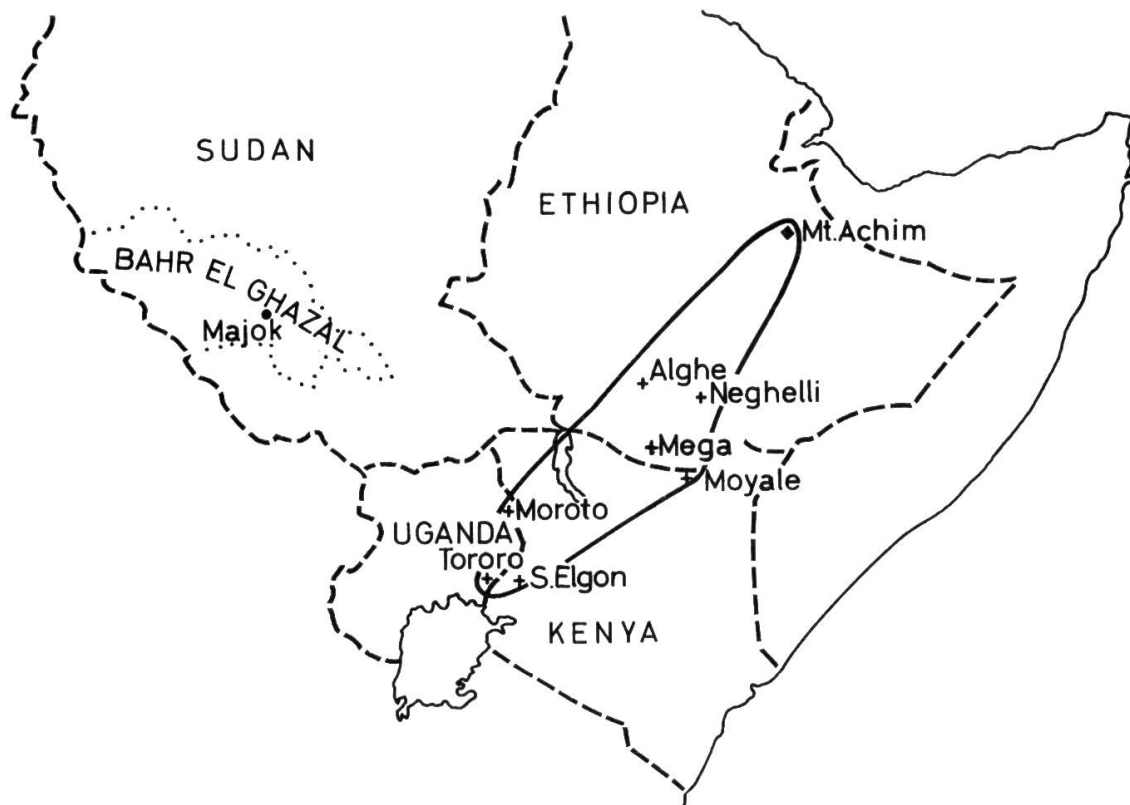 SUDAN
ETHIOPIA
Mt.Achim
BAHR EL GHAZAL
Majok
Alghe
Neghelli
Mega
Moyale
Moroto
UGANDA
Tororo
S.Elgon
KENYA